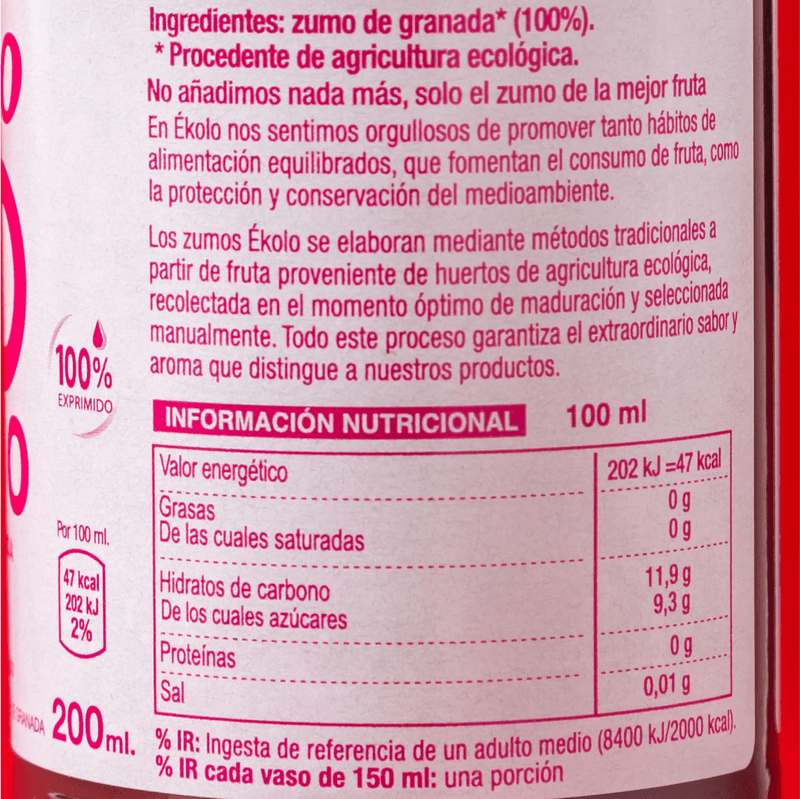 Ingredientes: zumo de granada* (100%).
* Procedente de agricultura ecológica.
No añadimos nada más, solo el zumo de la mejor fruta
En Ékolo nos sentimos orgullosos de promover tanto hábitos de
alimentación equilibrados, que fomentan el consumo de fruta, como
la protección y conservación del medioambiente.
Los zumos Ékolo se elaboran mediante métodos tradicionales a
partir de fruta proveniente de huertos de agricultura ecológica,
recolectada en el momento óptimo de maduración y seleccionada
manualmente. Todo este proceso garantiza el extraordinario sabor y
aroma que distingue a nuestros productos.
100%
EXPRIMIDO
INFORMACIÓN NUTRICIONAL 100 ml
Valor energético 202 kJ =47 kcal
Grasas 0 g
De las cuales saturadas 0 g
Hidratos de carbono 11,9 g
De los cuales azúcares 9,3 g
Proteínas 0 g
Sal 0,01 g
Por 100 ml.
47 kcal
202 kJ
2%
GRANADA
200ml.
% IR: Ingesta de referencia de un adulto medio (8400 kJ/2000 kcal).
% IR cada vaso de 150 ml: una porción